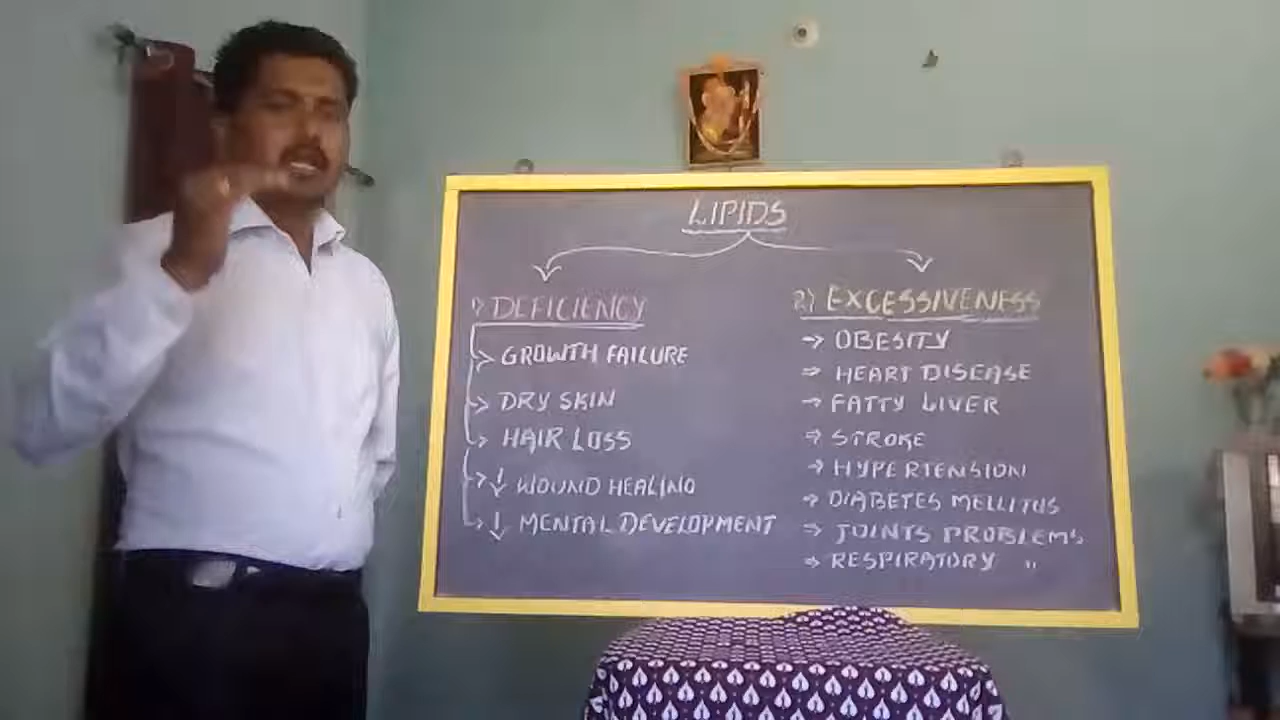 LIPIDS
1) DEFICIENCY
→ GROWTH FAILURE
→ DRY SKIN
→ HAIR LOSS
→ ↓ WOUND HEALING
→ ↓ MENTAL DEVELOPMENT
2) EXCESSIVENESS
→ OBESITY
→ HEART DISEASE
→ FATTY LIVER
→ STROKE
→ HYPERTENSION
→ DIABETES MELLITUS
→ JOINTS PROBLEMS
→ RESPIRATORY "